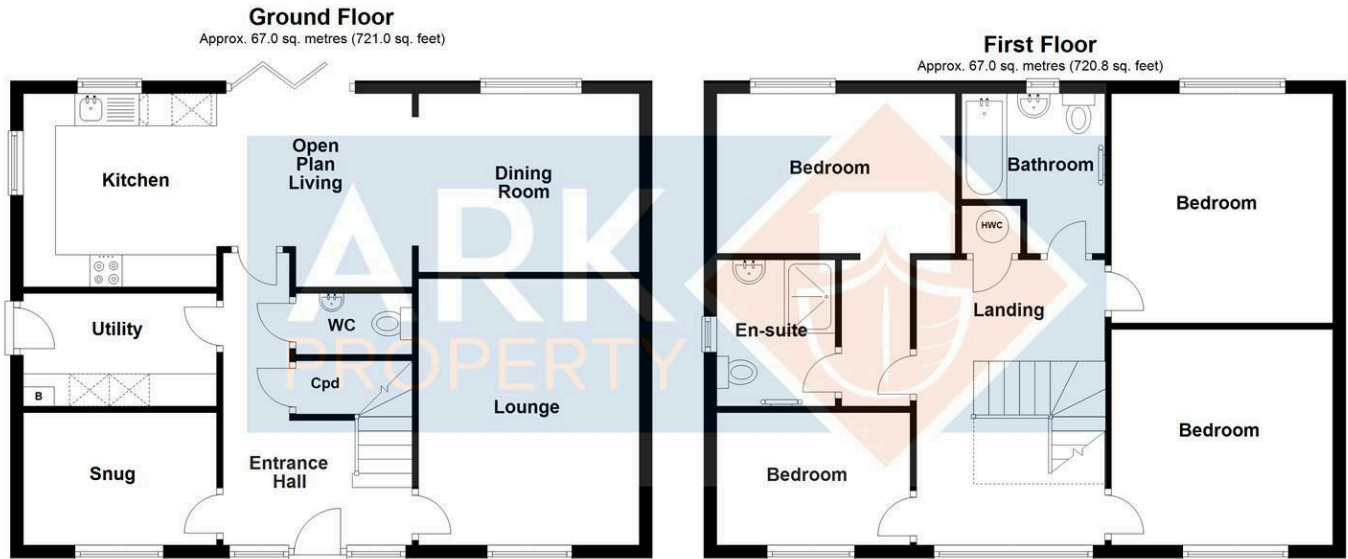 Ground Floor
Approx. 67.0 sq. metres (721.0 sq. feet)
Kitchen
Open
Plan
Living
Dining
Room
Utility
WC
Cpd
B
Snug
Entrance
Hall
Lounge
First Floor
Approx. 67.0 sq. metres (720.8 sq. feet)
Bedroom
Bathroom
Bedroom
HWC
En-suite
Landing
Bedroom
Bedroom
ARK
PROPERTY